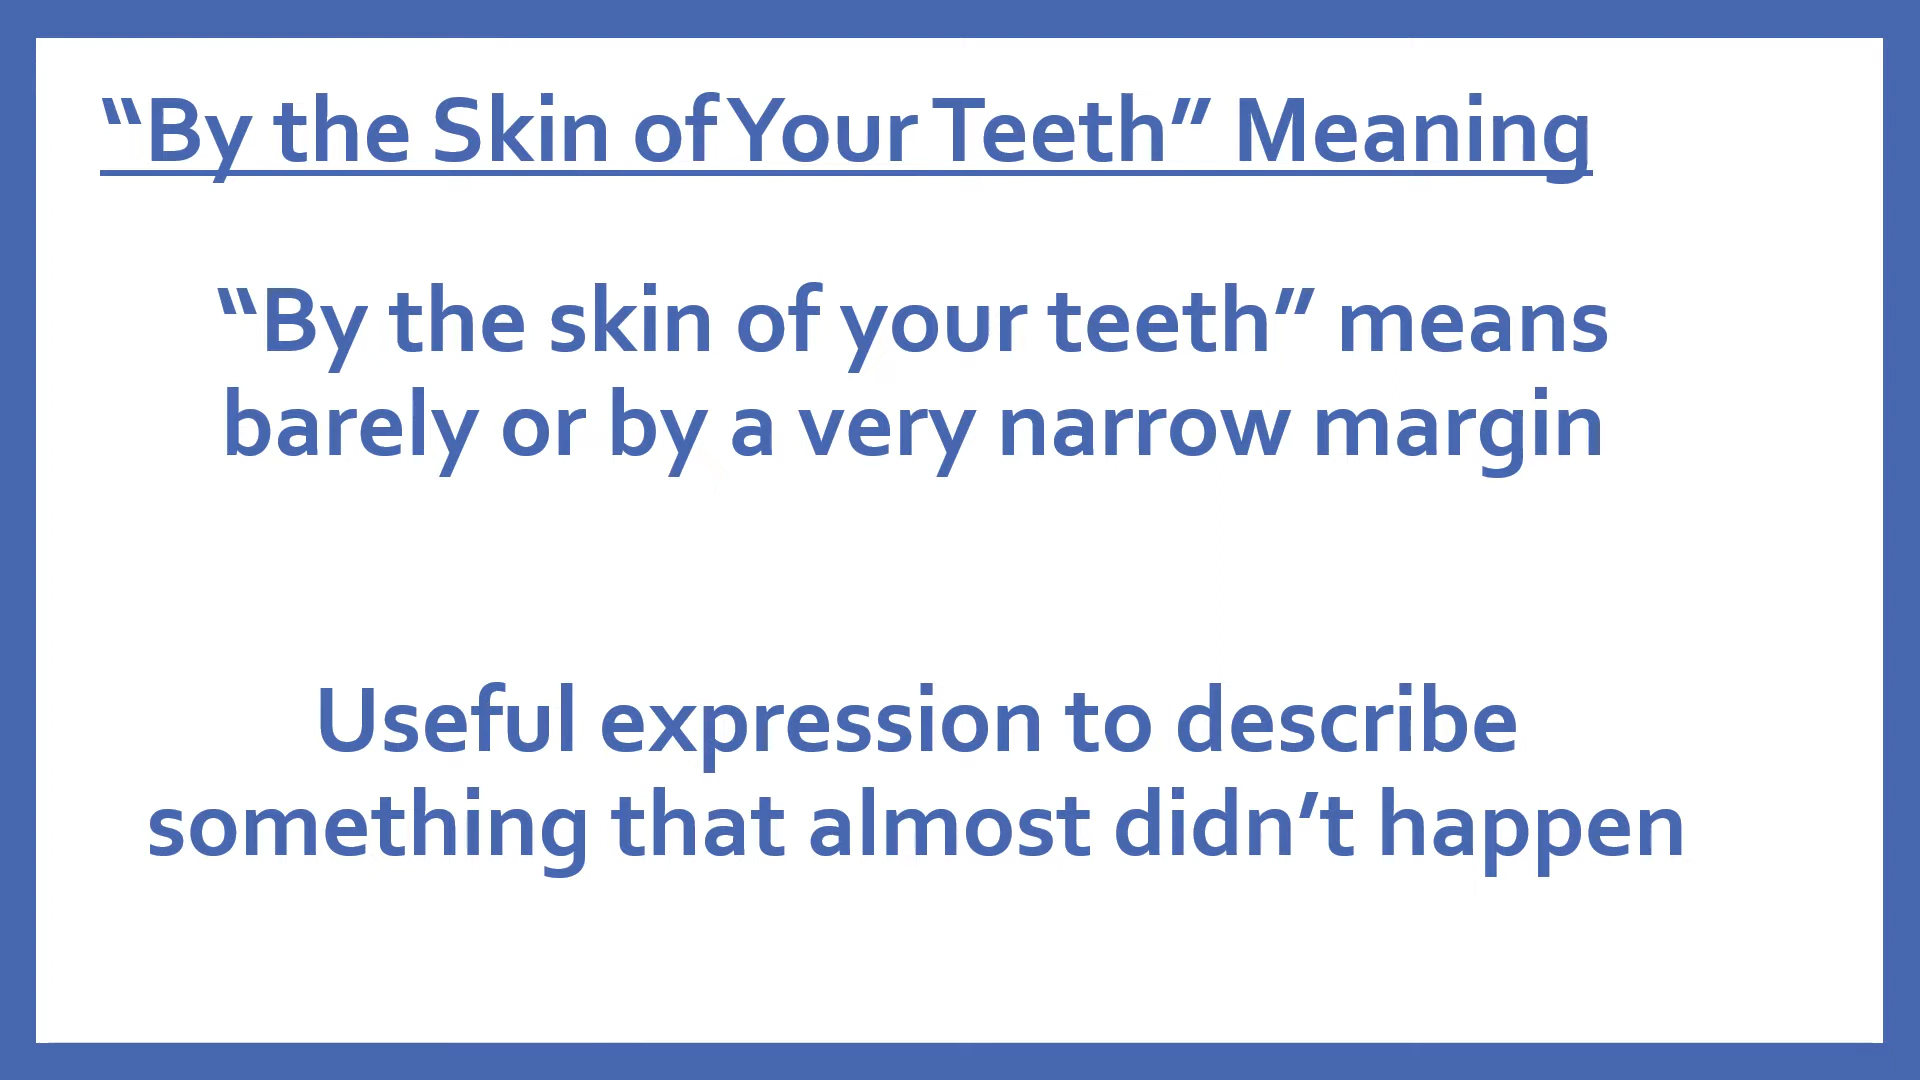 “By the Skin of Your Teeth” Meaning
“By the skin of your teeth” means
barely or by a very narrow margin
Useful expression to describe
something that almost didn’t happen